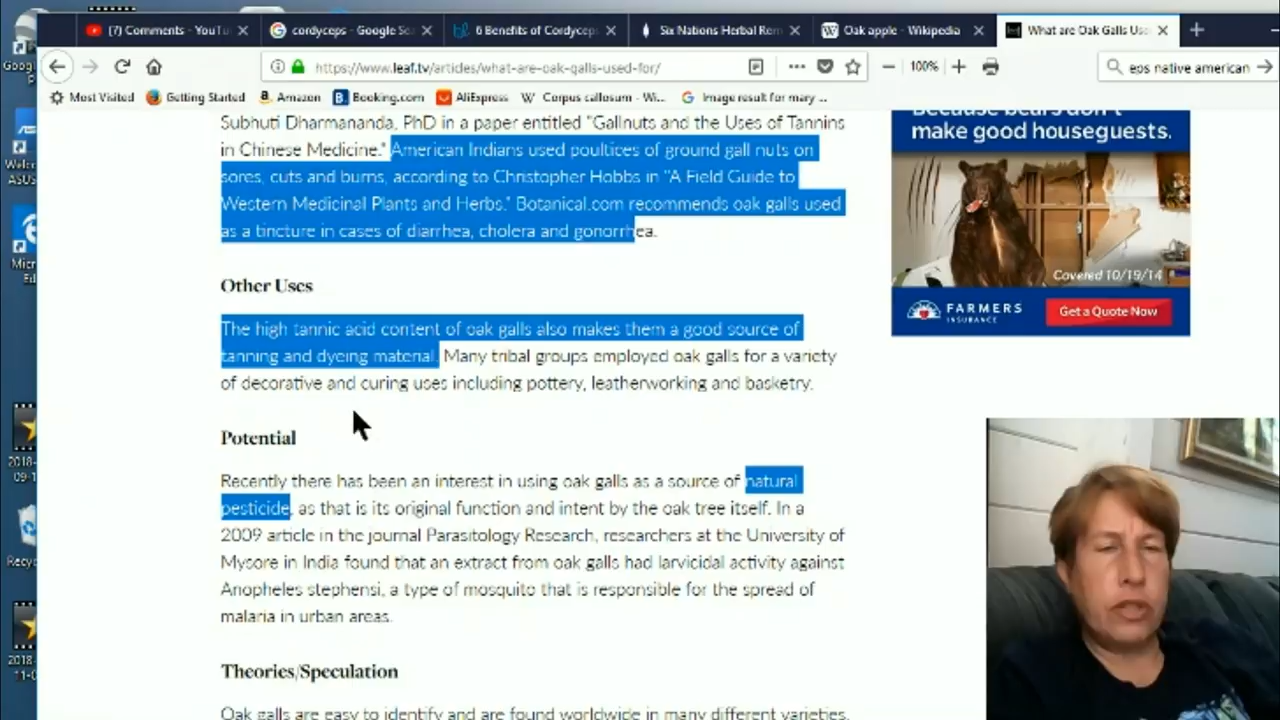 (7) Comments - YouTu
cordyceps - Google Se
6 Benefits of Cordycep
Six Nations Herbal Rem
Oak apple - Wikipedia
What are Oak Galls Us
https://www.leaf.tv/articles/what-are-oak-galls-used-for/
100%
eps native american
Most Visited
Getting Started
Amazon
Booking.com
AliExpress
Corpus callosum - Wi...
Image result for mary ...
Subhuti Dharmananda, PhD in a paper entitled "Gallnuts and the Uses of Tannins
in Chinese Medicine." American Indians used poultices of ground gall nuts on
sores, cuts and burns, according to Christopher Hobbs in "A Field Guide to
Western Medicinal Plants and Herbs." Botanical.com recommends oak galls used
as a tincture in cases of diarrhea, cholera and gonorrhea.
Other Uses
The high tannic acid content of oak galls also makes them a good source of
tanning and dyeing material. Many tribal groups employed oak galls for a variety
of decorative and curing uses including pottery, leatherworking and basketry.
Potential
Recently there has been an interest in using oak galls as a source of natural
pesticide, as that is its original function and intent by the oak tree itself. In a
2009 article in the journal Parasitology Research, researchers at the University of
Mysore in India found that an extract from oak galls had larvicidal activity against
Anopheles stephensi, a type of mosquito that is responsible for the spread of
malaria in urban areas.
Theories/Speculation
Oak galls are easy to identify and are found worldwide in many different varieties.
Because bears don't
make good houseguests.
Covered 10/19/14
FARMERS
INSURANCE
Get a Quote Now